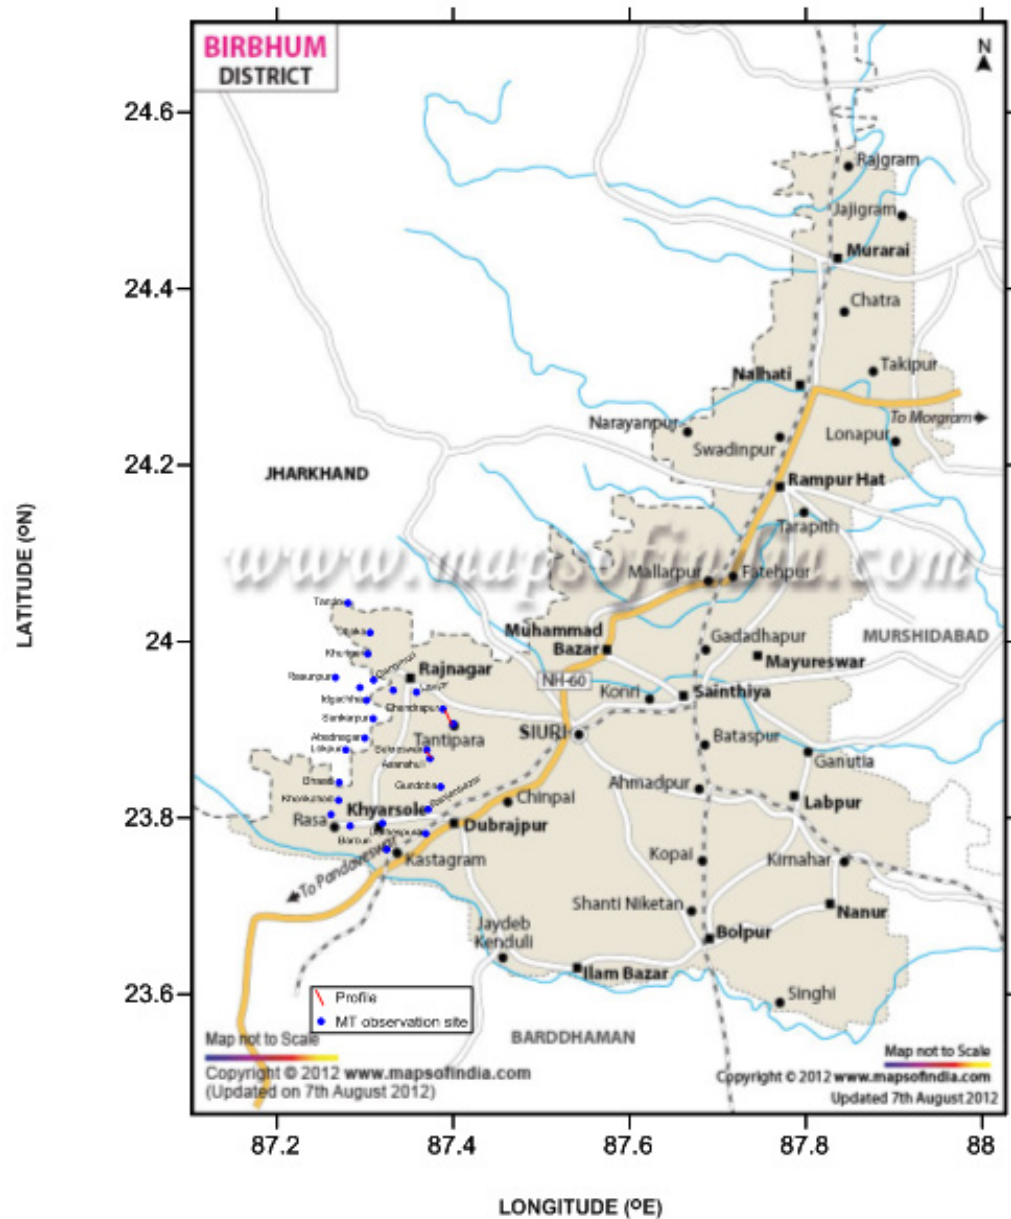 BIRBHUM
DISTRICT
N
24.6
24.4
24.2
24
23.8
23.6
LATITUDE (ON)
Rajgram
Jajigram
Murarai
Chatra
Takipur
Nalhati
To Morgram
Narayanpur
Swadinpur
Lonapur
JHARKHAND
Rampur Hat
Tarapith
www.mapsofindia.com
Mallarpur
Fatehpur
Muhammad
Bazar
Gadadhapur
MURSHIDABAD
Mayureswar
Rajnagar
NH-60
Konri
Sainthiya
Chandrapur
Tantipara
SIURI
Bataspur
Ganutia
Ahmadpur
Labpur
Chinpai
Khyarsole
Rasa
Dubrajpur
Kastagram
Kopai
Kirnahar
To Pandaveswar
Shanti Niketan
Nanur
Jaydeb
Kenduli
Bolpur
Ilam Bazar
Singhi
Profile
MT observation site
BARDDHAMAN
Map not to Scale
Copyright © 2012 www.mapsofindia.com
(Updated on 7th August 2012)
Map not to Scale
Copyright © 2012 www.mapsofindia.com
Updated 7th August 2012
87.2
87.4
87.6
87.8
88
LONGITUDE (OE)